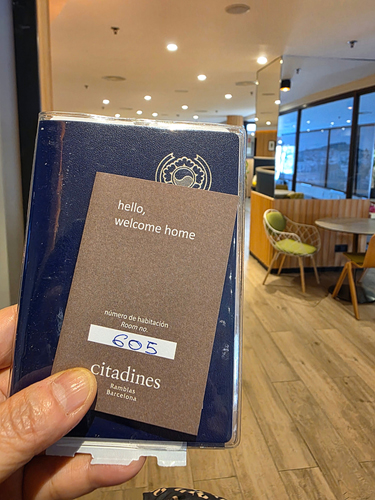 hello,
welcome home
número de habitación
Room no.
605
citadines
Ramblas
Barcelona